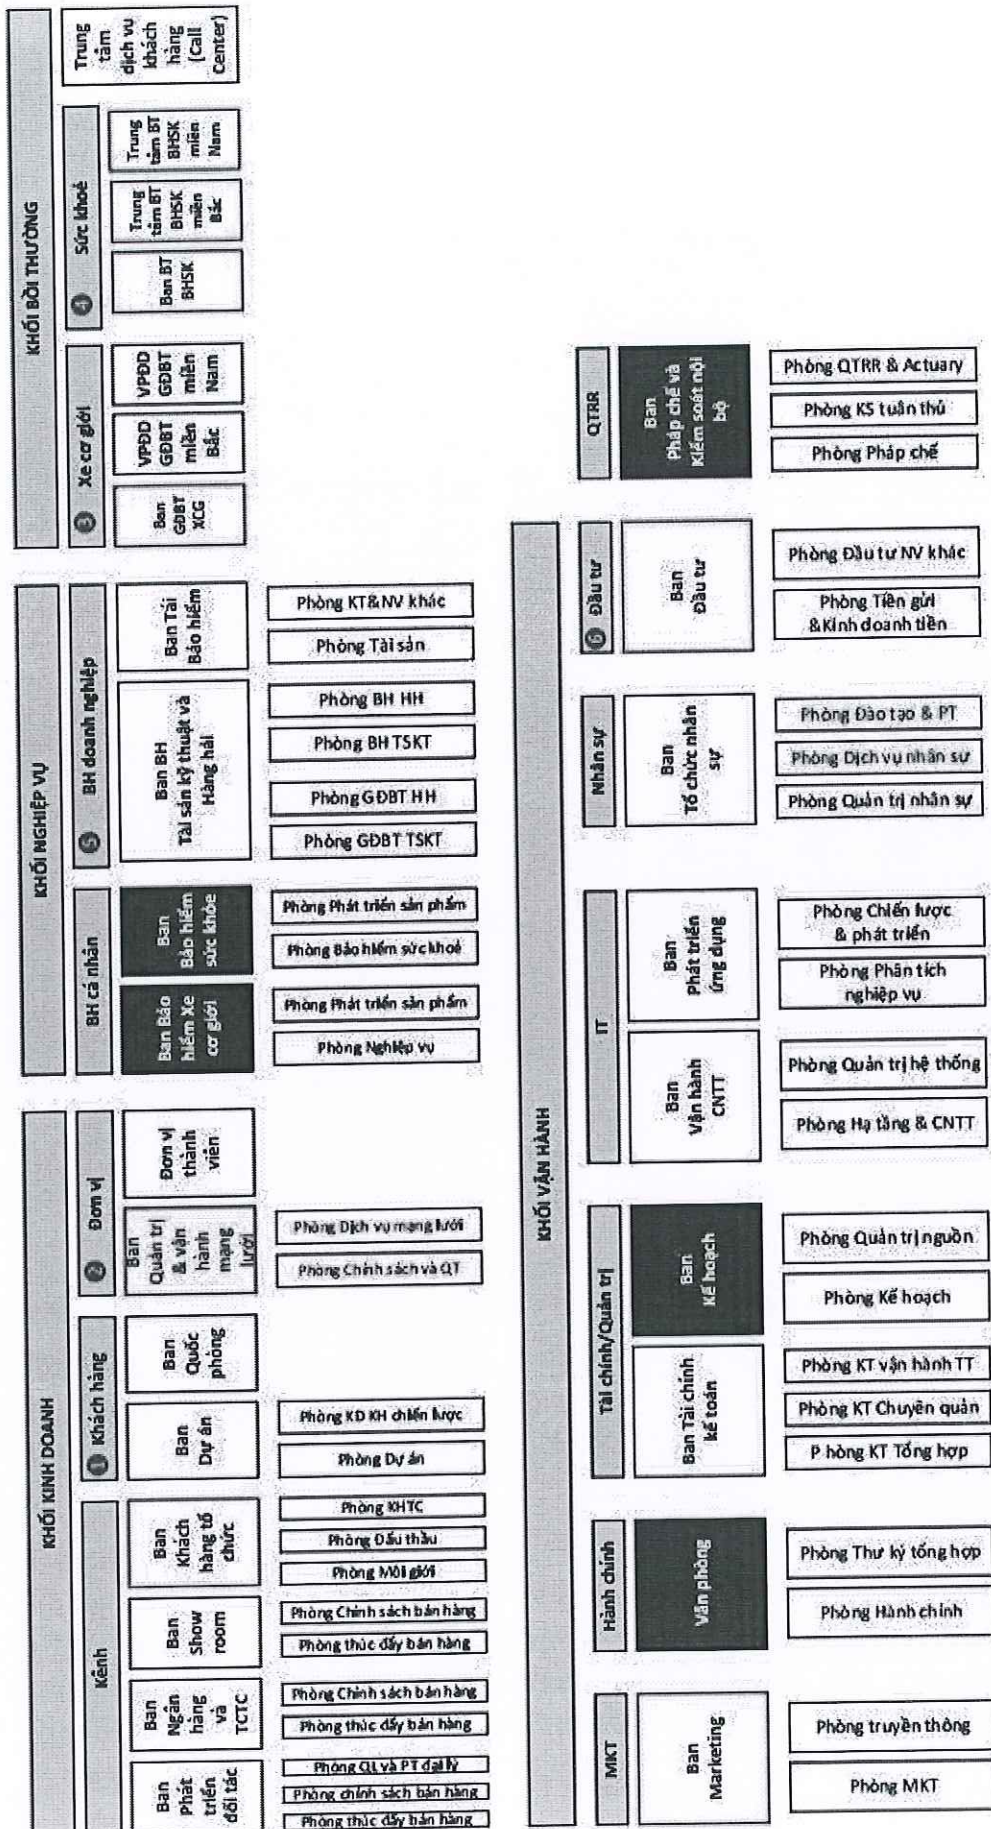 KHỐI KINH DOANH
Kênh
Ban
Phát
triển
đối tác
Phòng thúc đẩy bán hàng
Phòng chính sách bán hàng
Phòng QL và PT đại lý
Ban
Ngân
hàng
và
TCTC
Phòng thúc đẩy bán hàng
Phòng Chính sách bán hàng
Ban
Show
room
Phòng thúc đẩy bán hàng
Phòng Chính sách bán hàng
Ban
Khách
hàng tổ
chức
Phòng Môi giới
Phòng Đấu thầu
Phòng KHTC
1 Khách hàng
Ban
Dự án
Phòng Dự án
Phòng KD KH chiến lược
Ban
Quốc
phòng
2 Đơn vị
Ban
Quản trị
& vận
hành
mạng
lưới
Phòng Chính sách và QT
Phòng Dịch vụ mạng lưới
Đơn vị
thành
viên
KHỐI NGHIỆP VỤ
BH cá nhân
Ban Bảo
hiểm Xe
cơ giới
Phòng Nghiệp vụ
Phòng Phát triển sản phẩm
Ban
Bảo hiểm
sức khỏe
Phòng Bảo hiểm sức khoẻ
Phòng Phát triển sản phẩm
5 BH doanh nghiệp
Ban BH
Tài sản kỹ thuật và
Hàng hải
Phòng GĐBT TSKT
Phòng GĐBT HH
Phòng BH TSKT
Phòng BH HH
Ban Tái
Bảo hiểm
Phòng Tài sản
Phòng KT&NV khác
KHỐI BỒI THƯỜNG
3 Xe cơ giới
Ban
GĐBT
XCG
VPĐD
GĐBT
miền
Bắc
VPĐD
GĐBT
miền
Nam
4 Sức khoẻ
Ban BT
BHSK
Trung
tâm BT
BHSK
miền
Bắc
Trung
tâm BT
BHSK
miền
Nam
Trung
tâm
dịch vụ
khách
hàng
(Call
Center)
KHỐI VẬN HÀNH
MKT
Ban
Marketing
Phòng MKT
Phòng truyền thông
Hành chính
Văn phòng
Phòng Hành chính
Phòng Thư ký tổng hợp
Tài chính/Quản trị
Ban Tài chính
kế toán
Phòng KT Tổng hợp
Phòng KT Chuyên quản
Phòng KT vận hành TT
Ban
Kế hoạch
Phòng Kế hoạch
Phòng Quản trị nguồn
IT
Ban
Vận hành
CNTT
Phòng Hạ tầng & CNTT
Phòng Quản trị hệ thống
Ban
Phát triển
ứng dụng
Phòng Phân tích
nghiệp vụ
Phòng Chiến lược
& phát triển
Nhân sự
Ban
Tổ chức nhân
sự
Phòng Quản trị nhân sự
Phòng Dịch vụ nhân sự
Phòng Đào tạo & PT
6 Đầu tư
Ban
Đầu tư
Phòng Tiền gửi
&Kinh doanh tiền
Phòng Đầu tư NV khác
QTRR
Ban
Pháp chế và
Kiểm soát nội
bộ
Phòng Pháp chế
Phòng KS tuân thủ
Phòng QTRR & Actuary